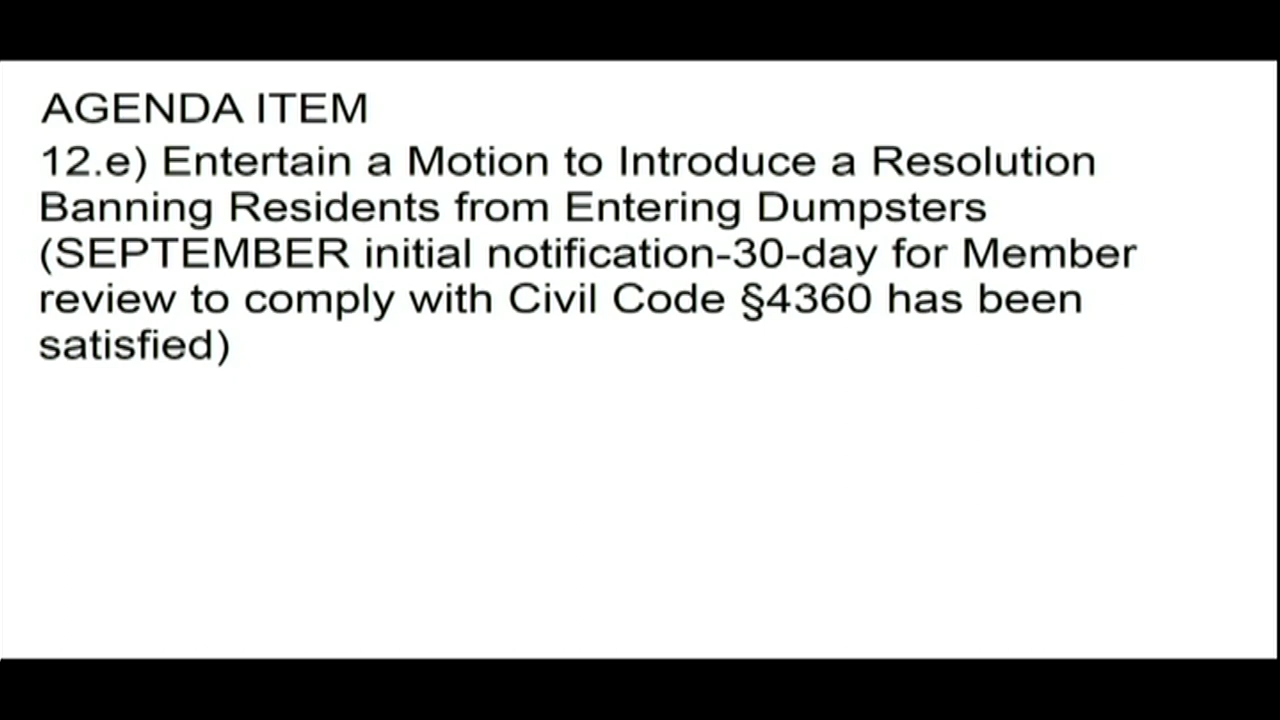 AGENDA ITEM
12.e) Entertain a Motion to Introduce a Resolution
Banning Residents from Entering Dumpsters
(SEPTEMBER initial notification-30-day for Member
review to comply with Civil Code §4360 has been
satisfied)